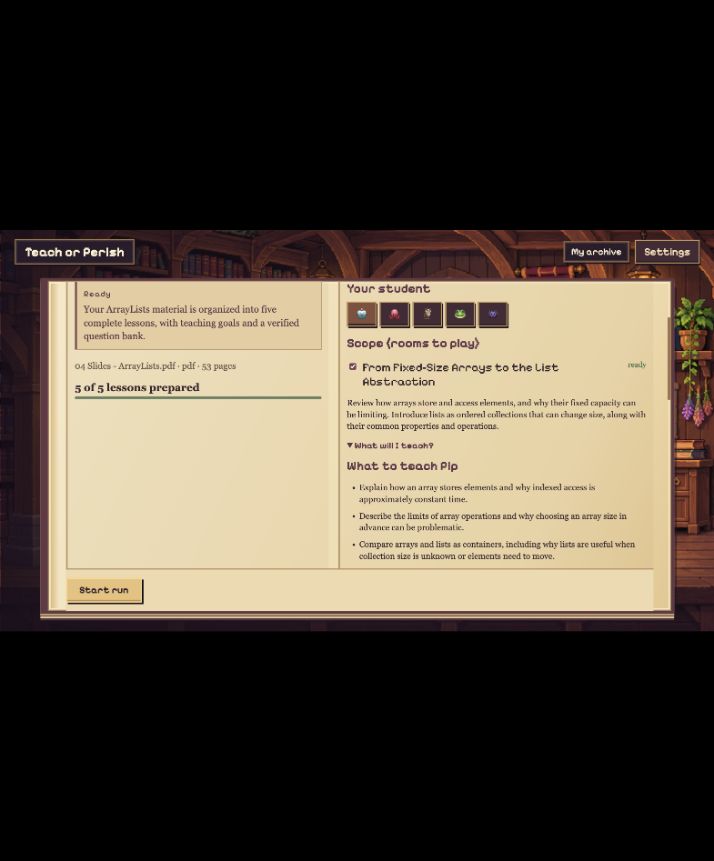 Teach or Perish
My archive
Settings
Ready
Your ArrayLists material is organized into five
complete lessons, with teaching goals and a verified
question bank.
04 Slides - ArrayLists.pdf · pdf · 53 pages
5 of 5 lessons prepared
Your student
Scope (rooms to play)
From Fixed-Size Arrays to the List
Abstraction
ready
Review how arrays store and access elements, and why their fixed capacity can
be limiting. Introduce lists as ordered collections that can change size, along with
their common properties and operations.
▼ What will I teach?
What to teach Pip
• Explain how an array stores elements and why indexed access is
approximately constant time.
• Describe the limits of array operations and why choosing an array size in
advance can be problematic.
• Compare arrays and lists as containers, including why lists are useful when
collection size is unknown or elements need to move.
Start run